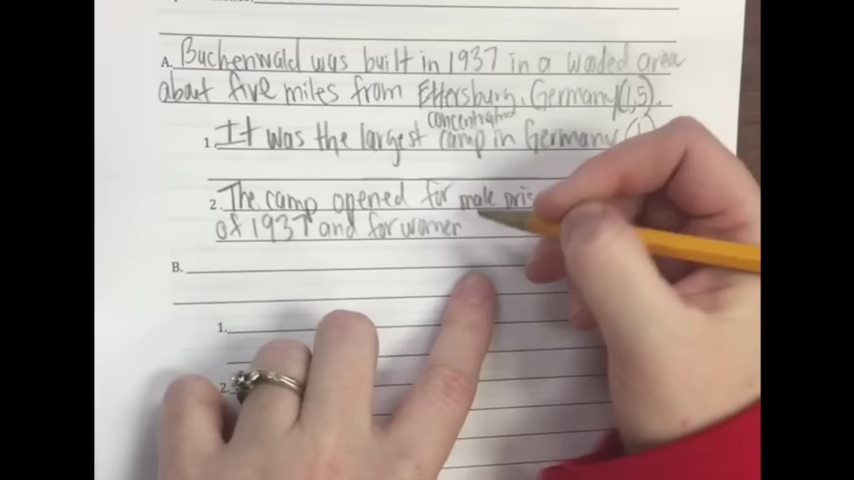 A. Buchenwald was built in 1937 in a wooded area
about five miles from Ettersburg, Germany (1,5).
concentration
1. It was the largest camp in Germany (1)
2. The camp opened for male
of 1937 and for women
B.
1.
2.